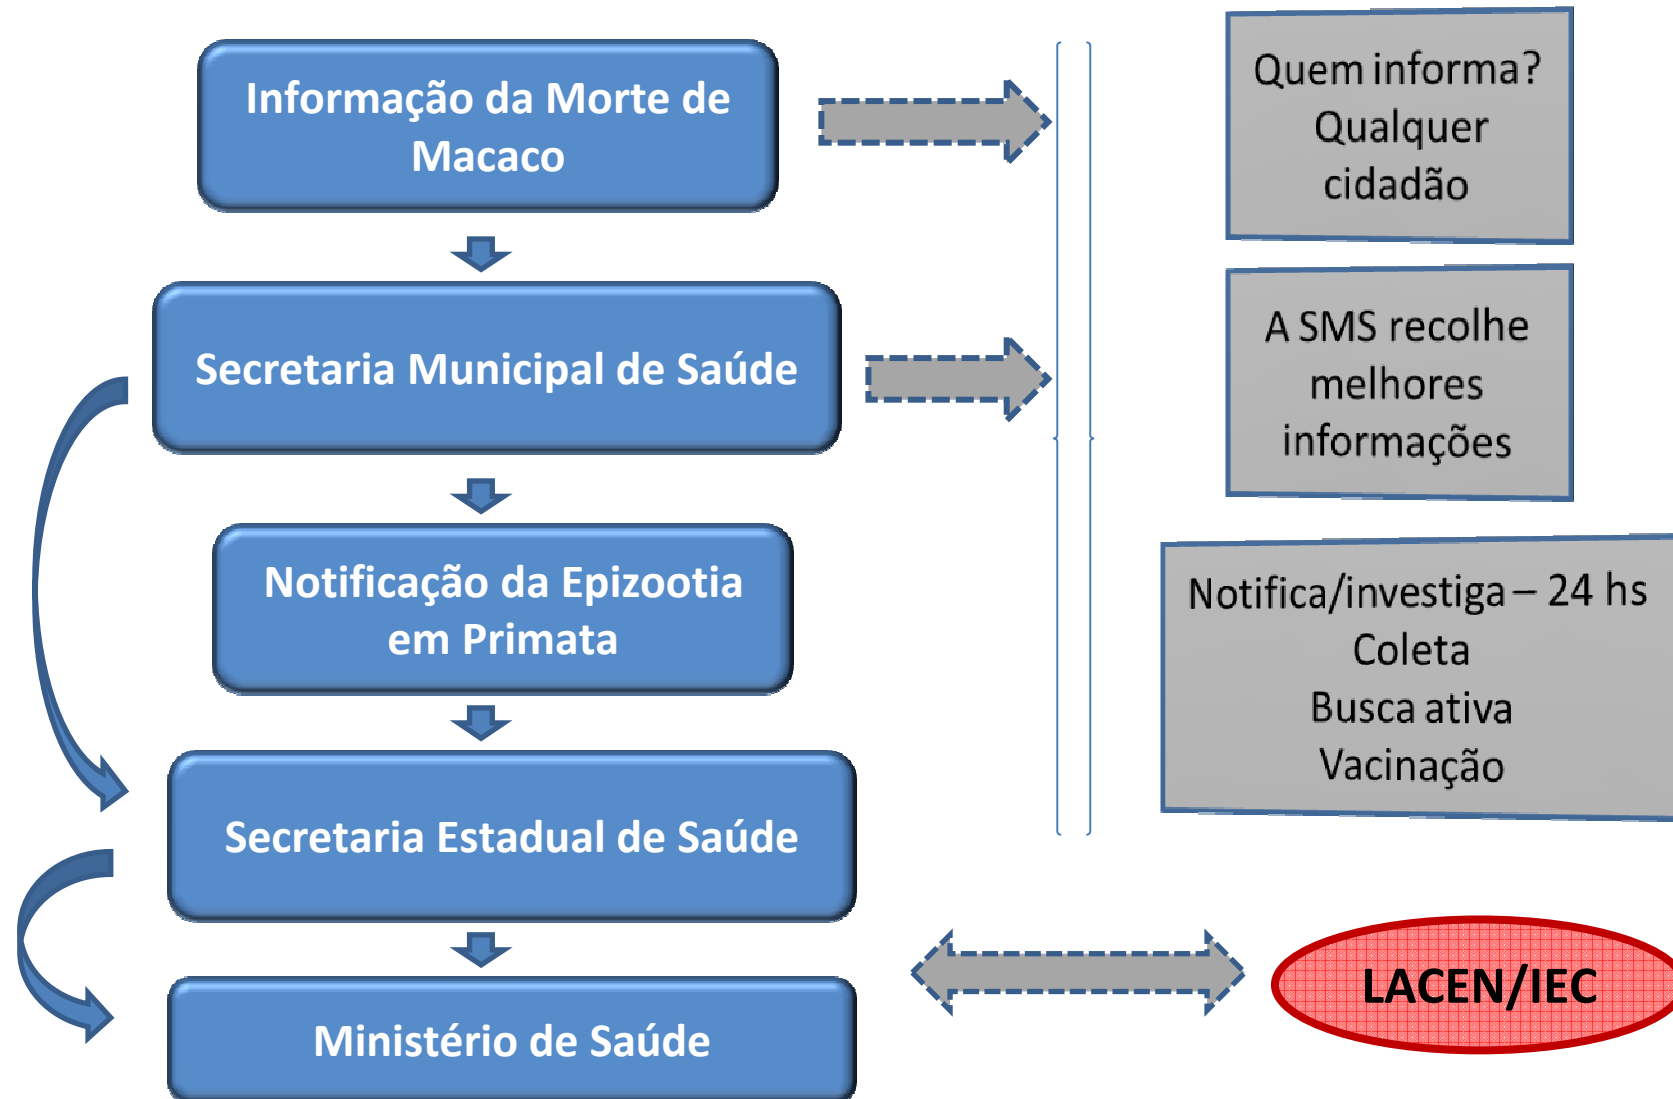 Informação da Morte de
Macaco
Secretaria Municipal de Saúde
Notificação da Epizootia
em Primata
Secretaria Estadual de Saúde
Ministério de Saúde
Quem informa?
Qualquer
cidadão
A SMS recolhe
melhores
informações
Notifica/investiga – 24 hs
Coleta
Busca ativa
Vacinação
LACEN/IEC